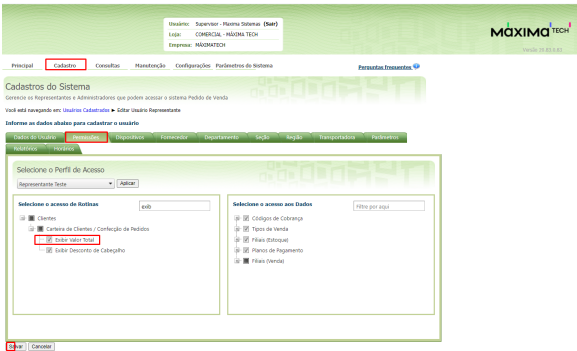 Usuário: Supervisor - Maxima Sistemas (Sair)
Loja: COMERCIAL - MÁXIMA TECH
Empresa: MÁXIMATECH
MÁXIMA TECH
Principal Cadastro Consultas Manutenção Configurações Parâmetros do Sistema Perguntas frequentes
Cadastros do Sistema
Gerencie os Representantes e Administradores que podem acessar o sistema Pedido de Venda
Você está navegando em: Usuários Cadastrados ► Editar Usuário Representante
Informe os dados abaixo para cadastrar o usuário
Dados do Usuário Permissões Dispositivos Fornecedor Departamento Seção Região Transportadora Parâmetros
Relatórios Horários
Selecione o Perfil de Acesso
Representante Teste Aplicar
Selecione o acesso de Rotinas exib
Clientes
Carteira de Clientes / Confecção de Pedidos
Exibir Valor Total
Exibir Desconto de Cabeçalho
Selecione o acesso aos Dados Filtre por aqui
Códigos de Cobrança
Tipos de Venda
Filiais (Estoque)
Planos de Pagamento
Filiais (Venda)
Salvar Cancelar